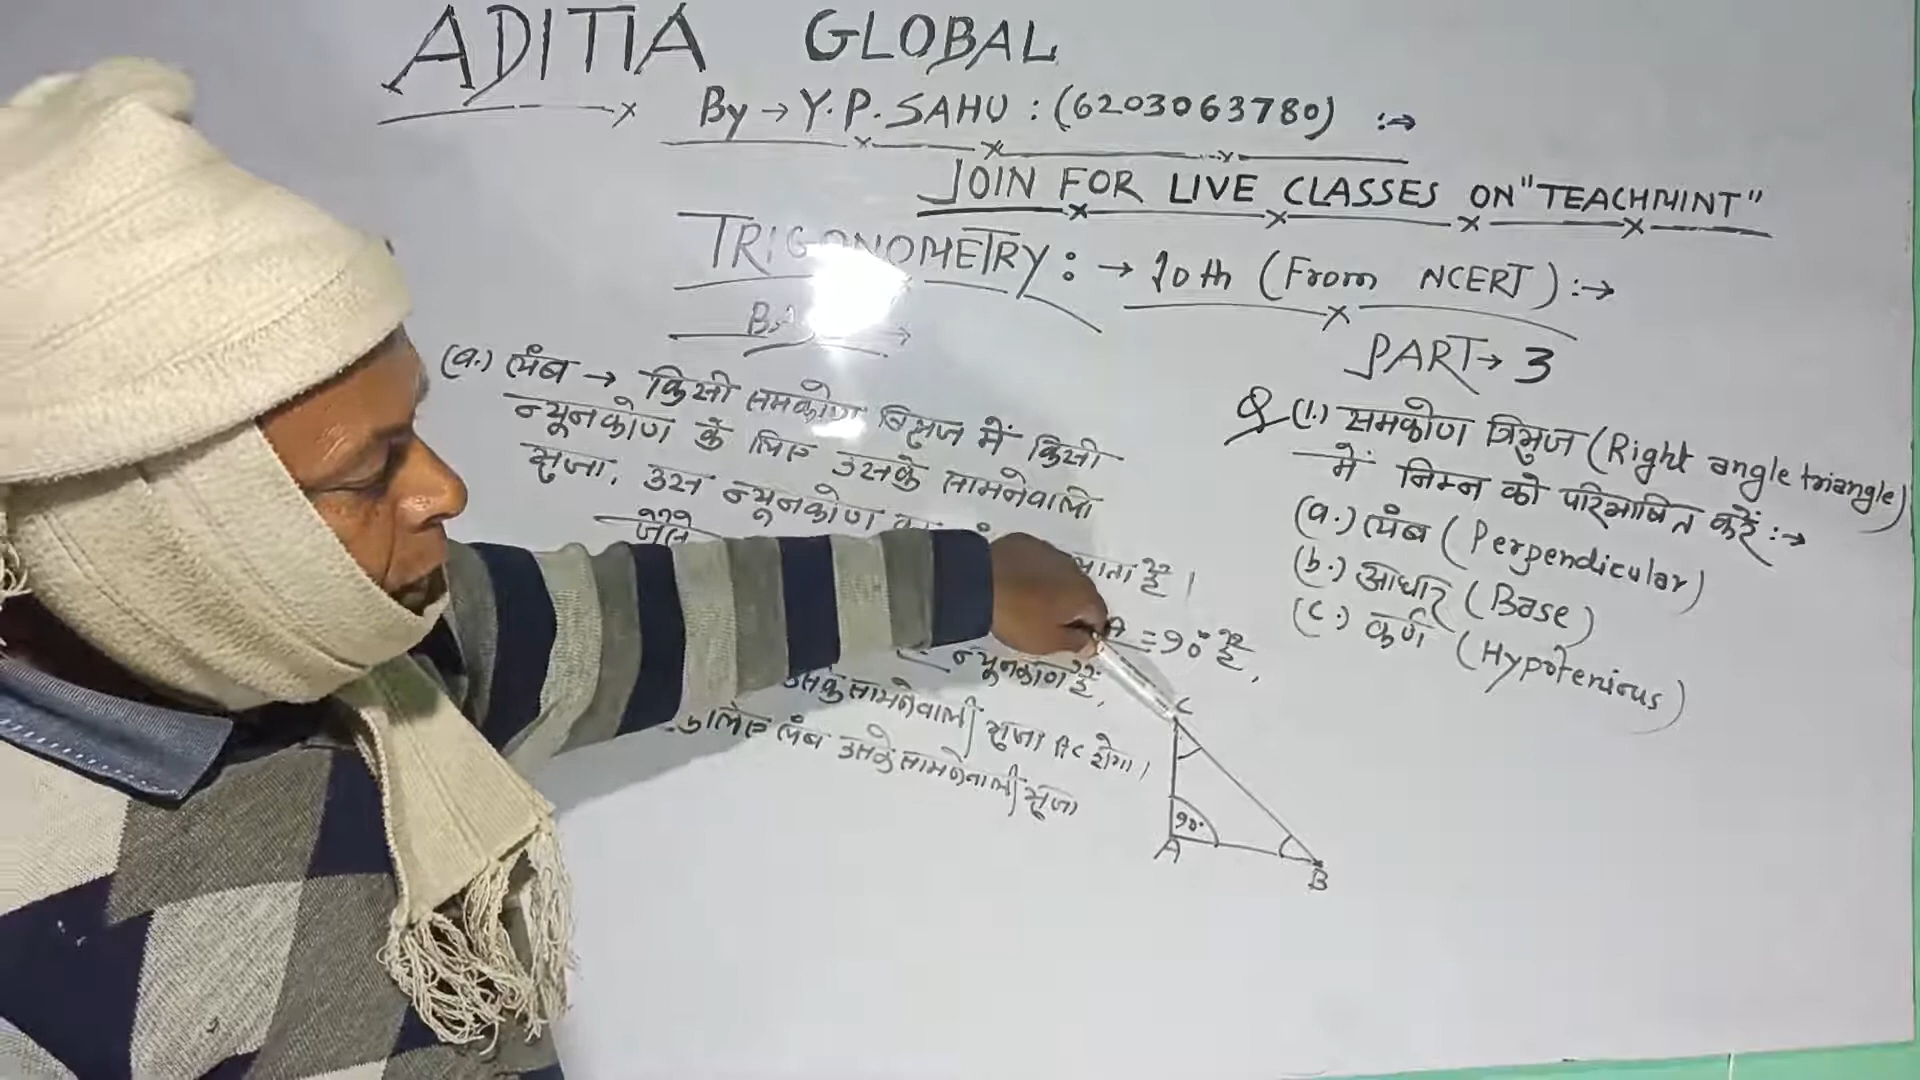 ADITIA GLOBAL
By → Y.P. SAHU : (6203063780) :→
JOIN FOR LIVE CLASSES ON "TEACHMINT"
TRIGONOMETRY : → 10th (From NCERT) :→
PART → 3
(a.) लंब → किसी समकोण त्रिभुज में किसी
न्यूनकोण के लिए उसके सामनेवाली
भुजा, उस न्यूनकोण
है।
जैसे
= 90° है,
न्यूनकोण है,
उसके सामनेवाली भुजा AC होगा।
लिए लंब उसके सामनेवाली भुजा
Q (1.) समकोण त्रिभुज (Right angle triangle)
में निम्न को परिभाषित करें :→
(a.) लंब (Perpendicular)
(b.) आधार (Base)
(c.) कर्ण (Hypotenious)
C
90°
A
B